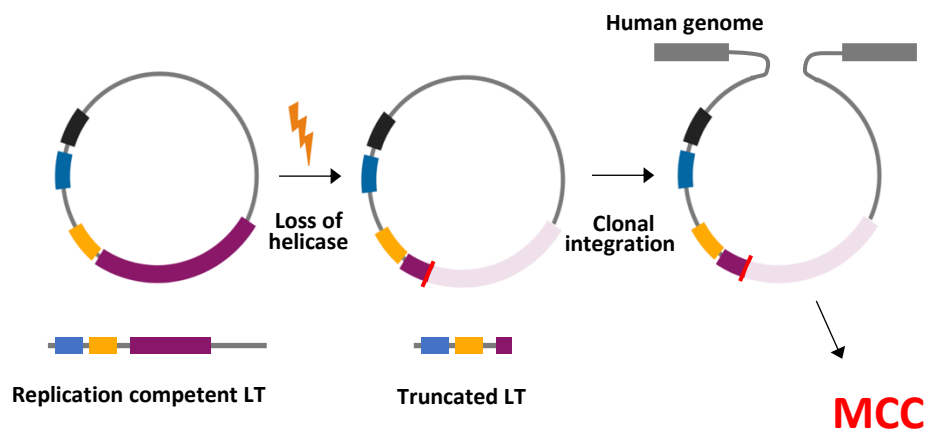 Human genome
Loss of
helicase
Clonal
integration
Replication competent LT
Truncated LT
MCC